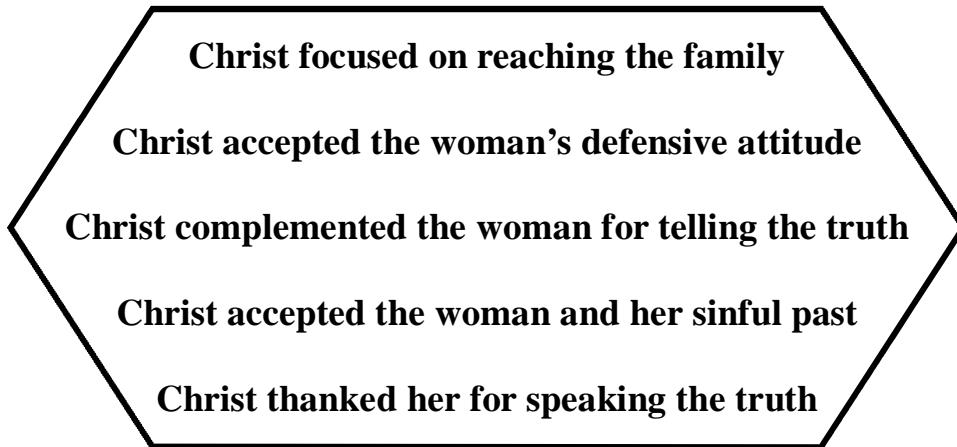 Christ focused on reaching the family
Christ accepted the woman’s defensive attitude
Christ complemented the woman for telling the truth
Christ accepted the woman and her sinful past
Christ thanked her for speaking the truth